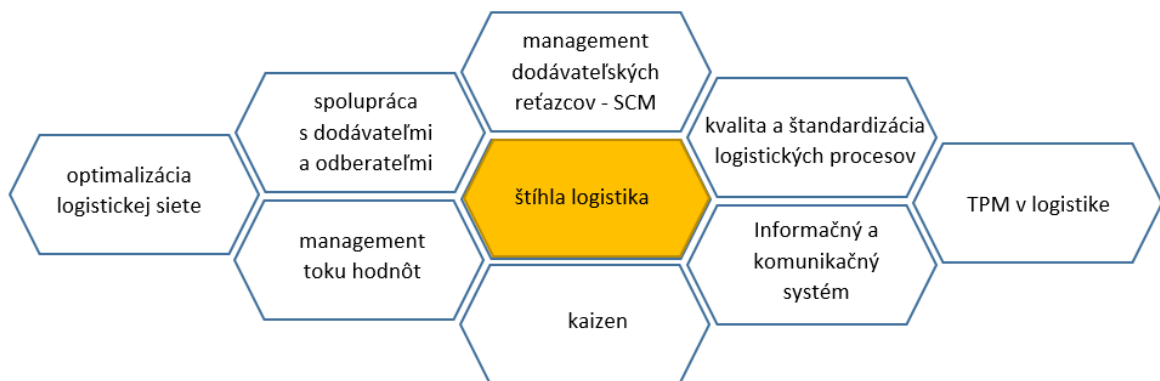 optimalizácia
logistickej siete
spolupráca
s dodávateľmi
a odberateľmi
management
toku hodnôt
management
dodávateľských
reťazcov - SCM
štíhla logistika
kaizen
kvalita a štandardizácia
logistických procesov
Informačný a
komunikačný
systém
TPM v logistike